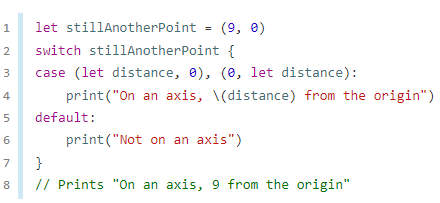 1 let stillAnotherPoint = (9, 0)
2 switch stillAnotherPoint {
3 case (let distance, 0), (0, let distance):
4     print("On an axis, \(distance) from the origin")
5 default:
6     print("Not on an axis")
7 }
8 // Prints "On an axis, 9 from the origin"